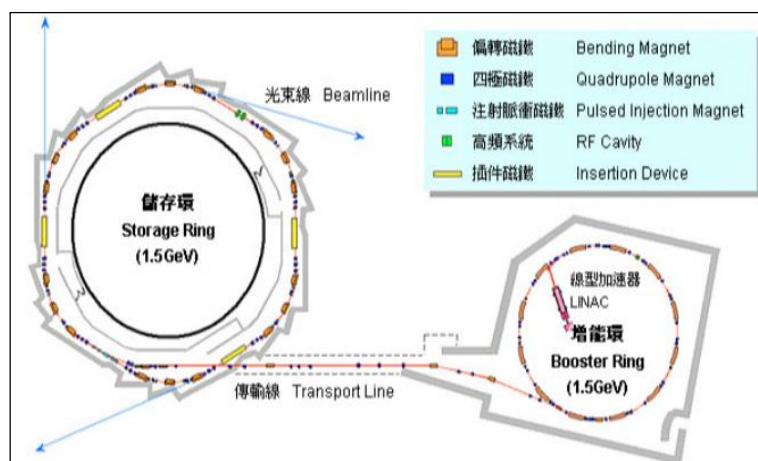 偏轉磁鐵 Bending Magnet
四極磁鐵 Quadrupole Magnet
注射脈衝磁鐵 Pulsed Injection Magnet
高頻系統 RF Cavity
插件磁鐵 Insertion Device
光束線 Beamline
儲存環
Storage Ring
(1.5GeV)
線型加速器
LINAC
增能環
Booster Ring
(1.5GeV)
傳輸線 Transport Line